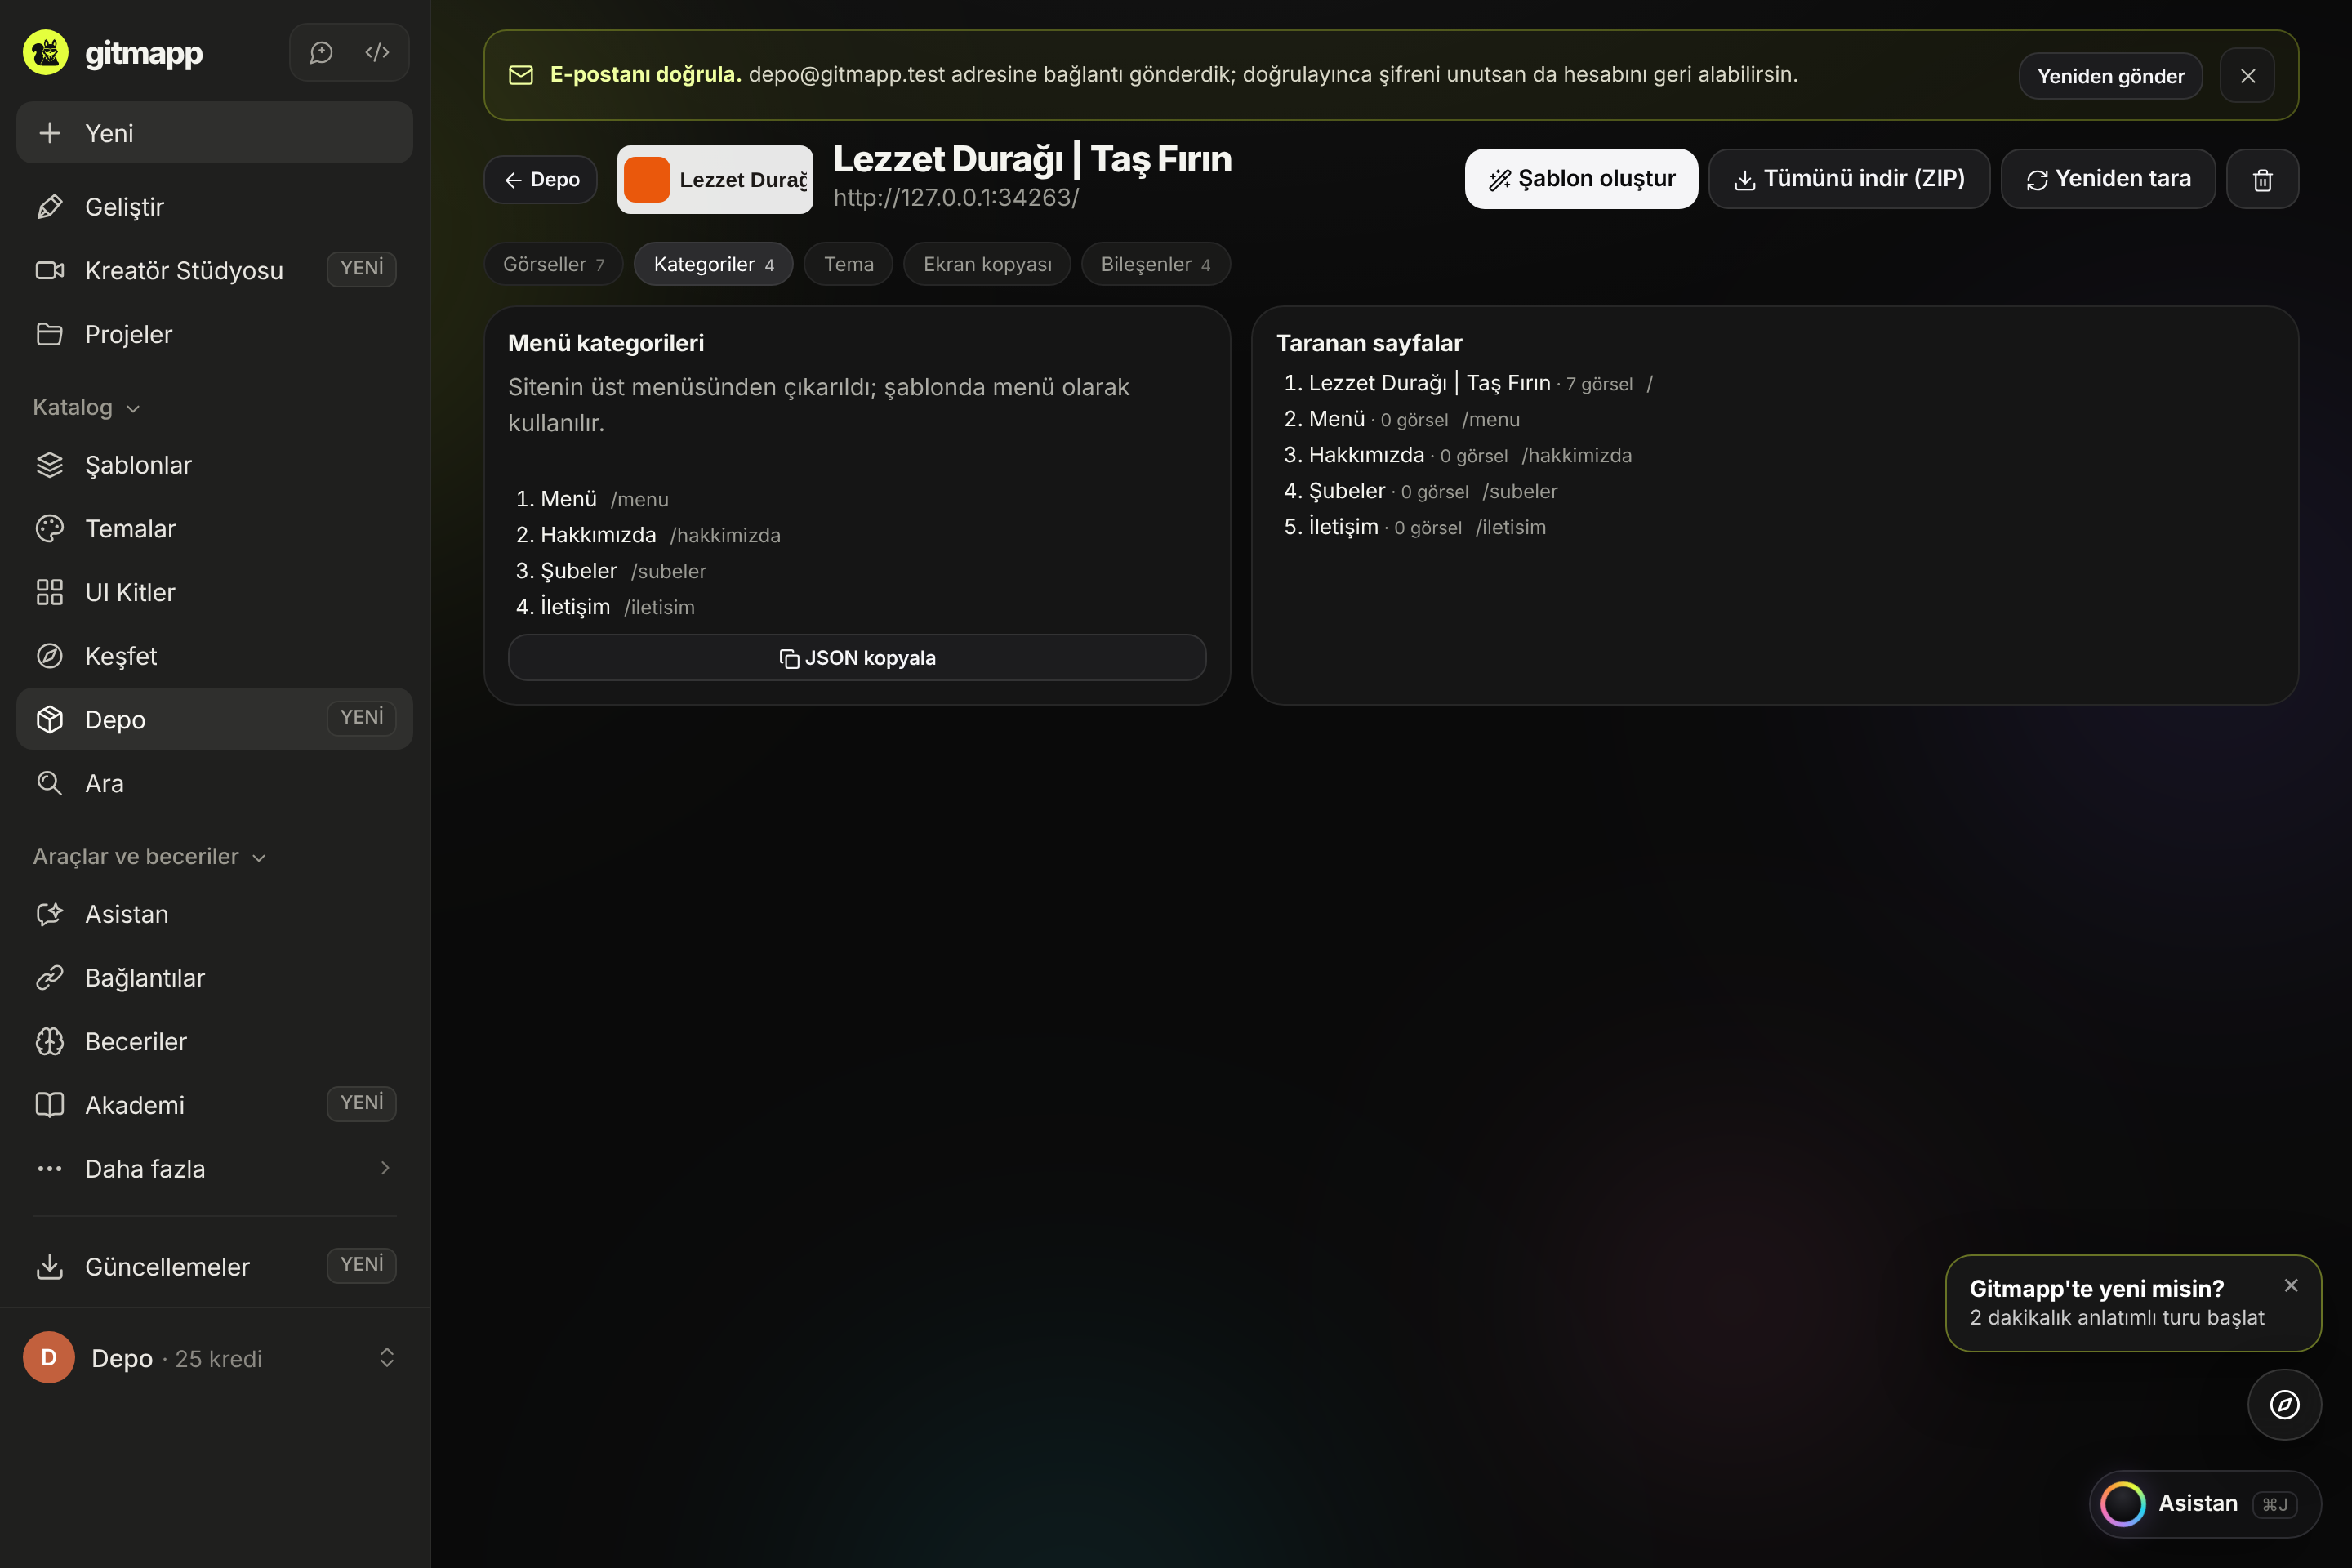 gitmapp
Yeni
Geliştir
Kreatör Stüdyosu YENİ
Projeler
Katalog
Şablonlar
Temalar
UI Kitler
Keşfet
Depo YENİ
Ara
Araçlar ve beceriler
Asistan
Bağlantılar
Beceriler
Akademi YENİ
Daha fazla
Güncellemeler YENİ
D Depo · 25 kredi
E-postanı doğrula. depo@gitmapp.test adresine bağlantı gönderdik; doğrulayınca şifreni unutsan da hesabını geri alabilirsin. Yeniden gönder
Depo
Lezzet Durağ
Lezzet Durağı | Taş Fırın
http://127.0.0.1:34263/
Şablon oluştur Tümünü indir (ZIP) Yeniden tara
Görseller 7 Kategoriler 4 Tema Ekran kopyası Bileşenler 4
Menü kategorileri
Sitenin üst menüsünden çıkarıldı; şablonda menü olarak
kullanılır.
1. Menü /menu
2. Hakkımızda /hakkimizda
3. Şubeler /subeler
4. İletişim /iletisim
JSON kopyala
Taranan sayfalar
1. Lezzet Durağı | Taş Fırın · 7 görsel /
2. Menü · 0 görsel /menu
3. Hakkımızda · 0 görsel /hakkimizda
4. Şubeler · 0 görsel /subeler
5. İletişim · 0 görsel /iletisim
Gitmapp'te yeni misin?
2 dakikalık anlatımlı turu başlat
Asistan ⌘J